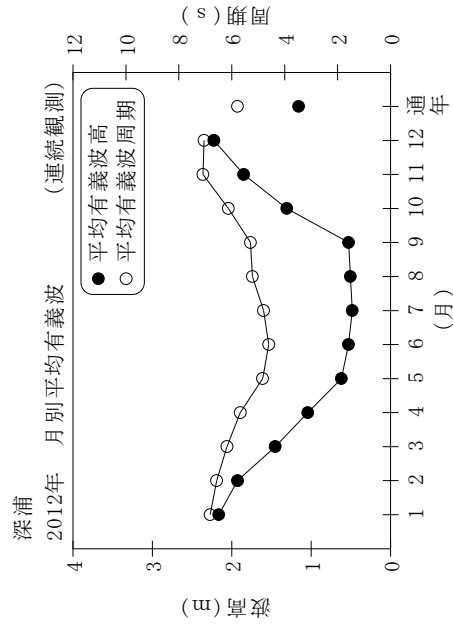 深浦
2012年 月別平均有義波 (連続観測)
● 平均有義波高
○ 平均有義波周期
波高(m)
4
3
2
1
0
周期(s)
12
10
8
6
4
2
0
1 2 3 4 5 6 7 8 9 10 11 12 通年
(月)